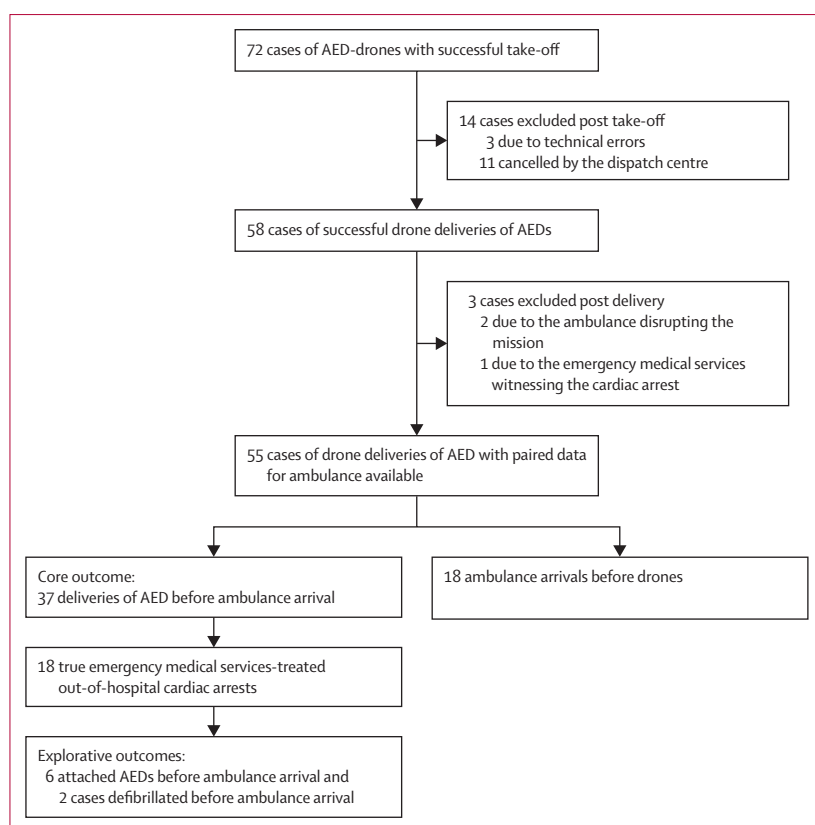 72 cases of AED-drones with successful take-off
14 cases excluded post take-off
3 due to technical errors
11 cancelled by the dispatch centre
58 cases of successful drone deliveries of AEDs
3 cases excluded post delivery
2 due to the ambulance disrupting the
mission
1 due to the emergency medical services
witnessing the cardiac arrest
55 cases of drone deliveries of AED with paired data
for ambulance available
Core outcome:
37 deliveries of AED before ambulance arrival
18 ambulance arrivals before drones
18 true emergency medical services-treated
out-of-hospital cardiac arrests
Explorative outcomes:
6 attached AEDs before ambulance arrival and
2 cases defibrillated before ambulance arrival